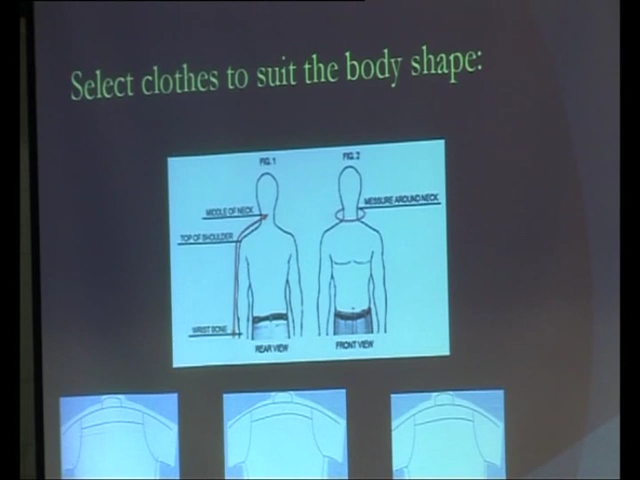 Select clothes to suit the body shape:
FIG. 1
FIG. 2
MIDDLE OF NECK
MESSURE AROUND NECK
TOP OF SHOULDER
WRIST BONE
REAR VIEW
FRONT VIEW